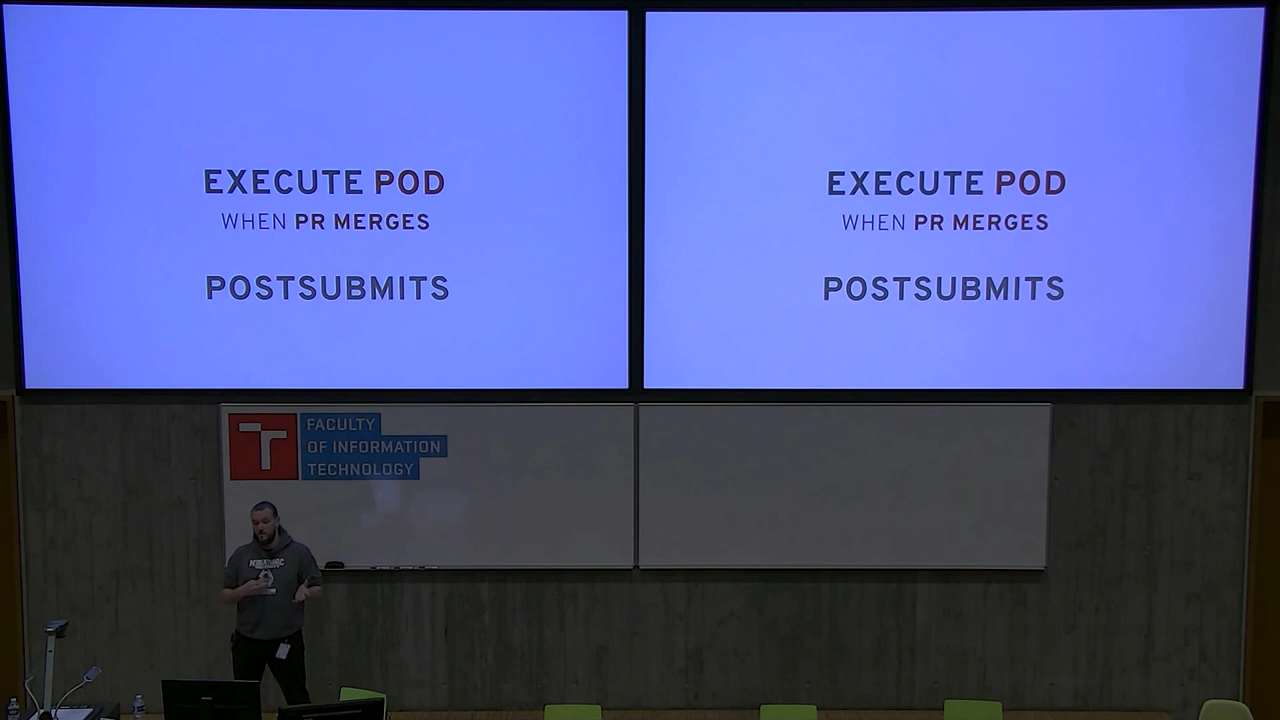 EXECUTE POD
WHEN PR MERGES
POSTSUBMITS
EXECUTE POD
WHEN PR MERGES
POSTSUBMITS
T FACULTY
OF INFORMATION
TECHNOLOGY